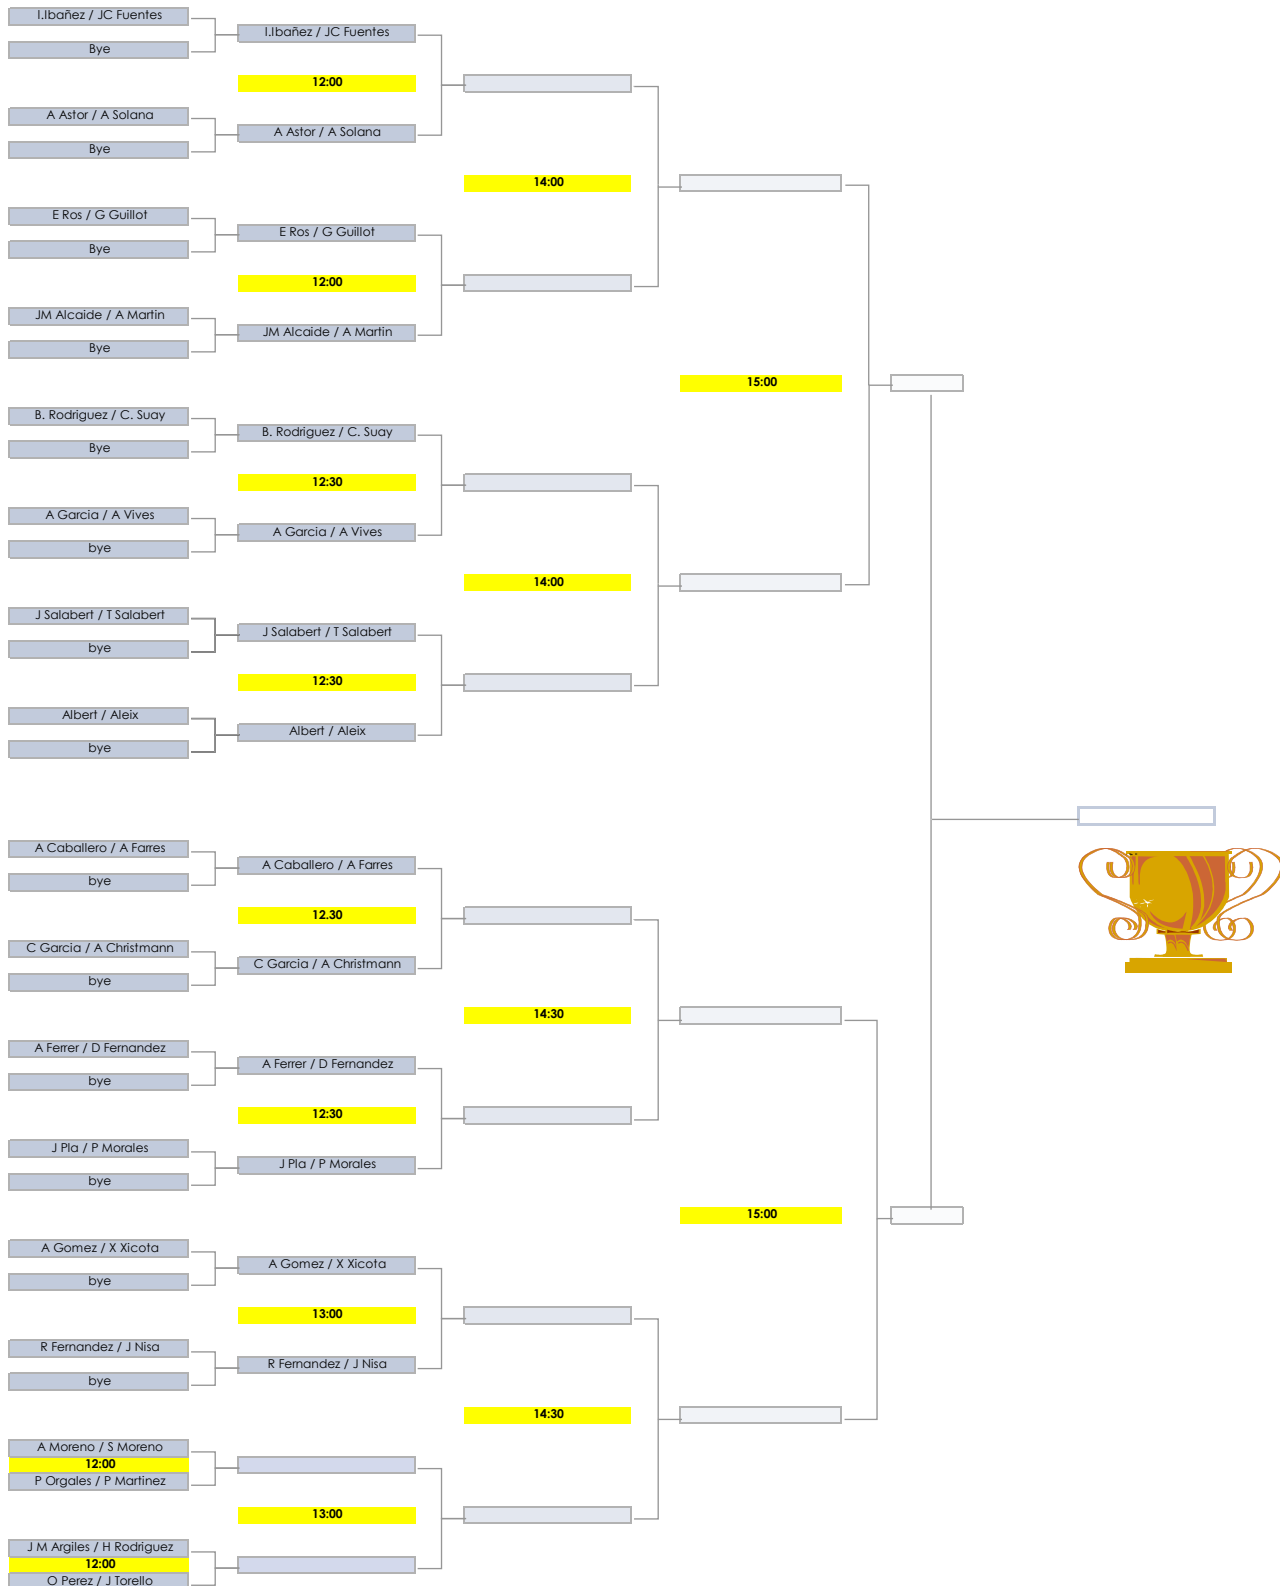 I.Ibañez / JC Fuentes
I.Ibañez / JC Fuentes
Bye
12:00
A Astor / A Solana
A Astor / A Solana
Bye
14:00
E Ros / G Guillot
E Ros / G Guillot
Bye
12:00
JM Alcaide / A Martin
JM Alcaide / A Martin
Bye
15:00
B. Rodriguez / C. Suay
B. Rodriguez / C. Suay
Bye
12:30
A Garcia / A Vives
A Garcia / A Vives
bye
14:00
J Salabert / T Salabert
J Salabert / T Salabert
bye
12:30
Albert / Aleix
Albert / Aleix
bye
A Caballero / A Farres
A Caballero / A Farres
bye
12.30
C Garcia / A Christmann
C Garcia / A Christmann
bye
14:30
A Ferrer / D Fernandez
A Ferrer / D Fernandez
bye
12:30
J Pla / P Morales
J Pla / P Morales
bye
15:00
A Gomez / X Xicota
A Gomez / X Xicota
bye
13:00
R Fernandez / J Nisa
R Fernandez / J Nisa
bye
14:30
A Moreno / S Moreno
12:00
P Orgales / P Martinez
13:00
J M Argiles / H Rodriguez
12:00
O Perez / J Torello